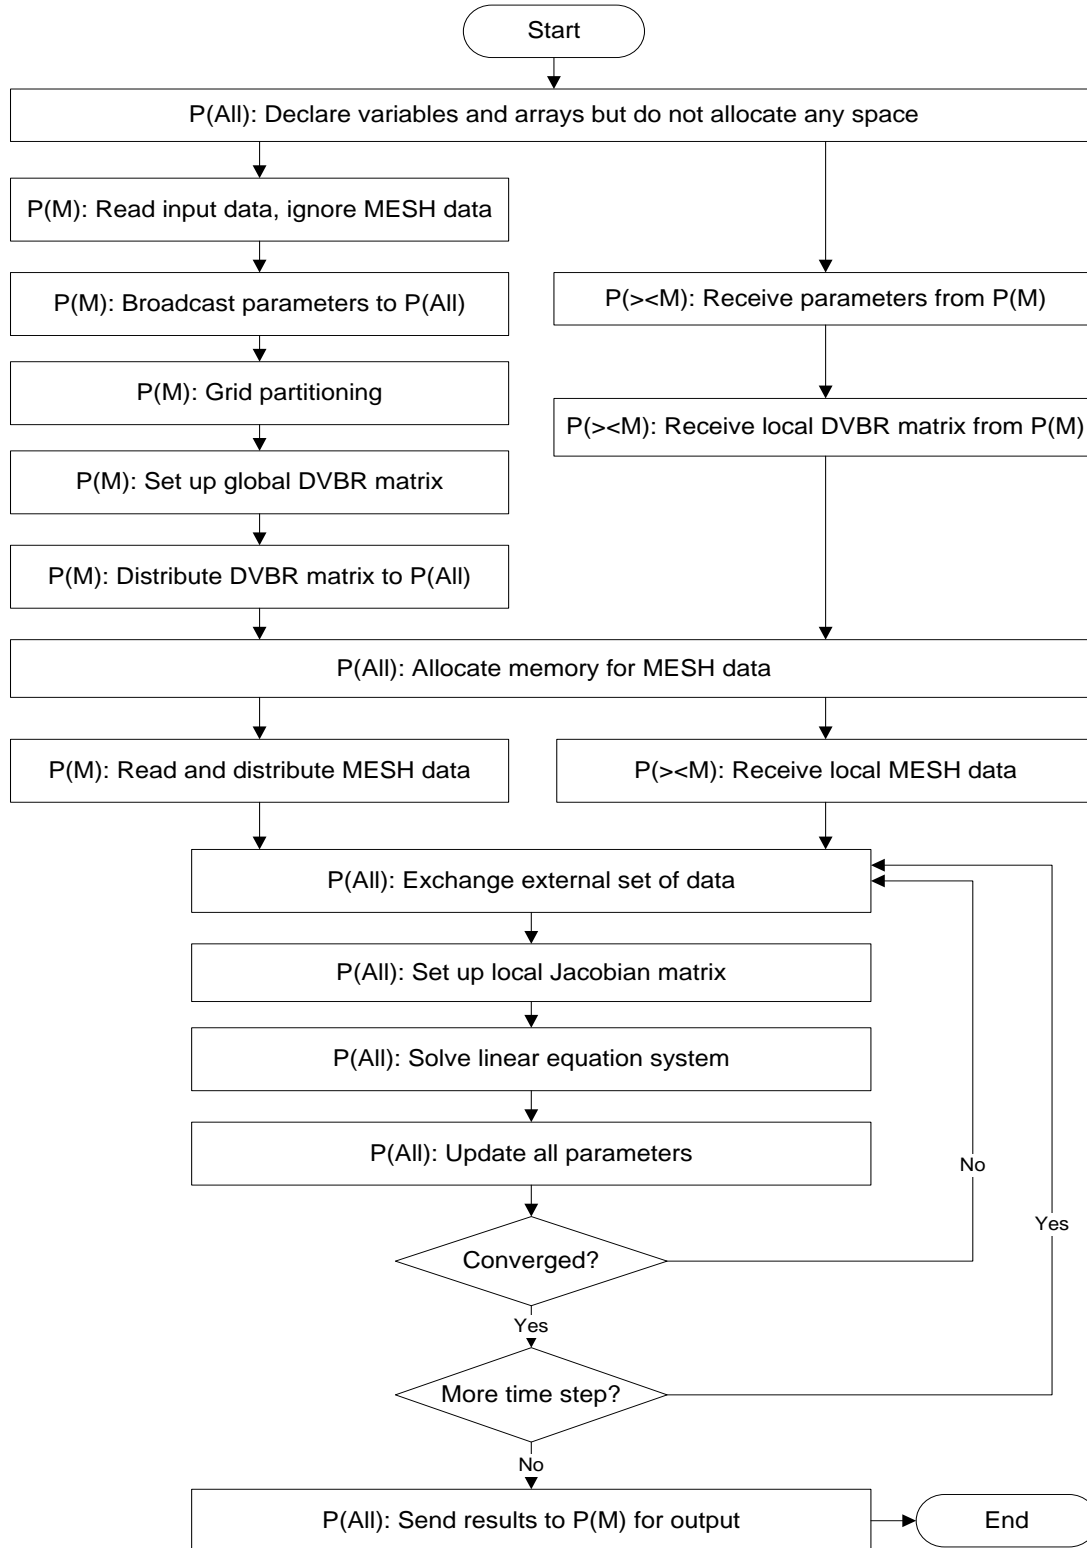 Start
P(All): Declare variables and arrays but do not allocate any space
P(M): Read input data, ignore MESH data
P(M): Broadcast parameters to P(All)
P(><M): Receive parameters from P(M)
P(M): Grid partitioning
P(><M): Receive local DVBR matrix from P(M)
P(M): Set up global DVBR matrix
P(M): Distribute DVBR matrix to P(All)
P(All): Allocate memory for MESH data
P(M): Read and distribute MESH data
P(><M): Receive local MESH data
P(All): Exchange external set of data
P(All): Set up local Jacobian matrix
P(All): Solve linear equation system
P(All): Update all parameters
No
Yes
Converged?
Yes
More time step?
No
P(All): Send results to P(M) for output
End